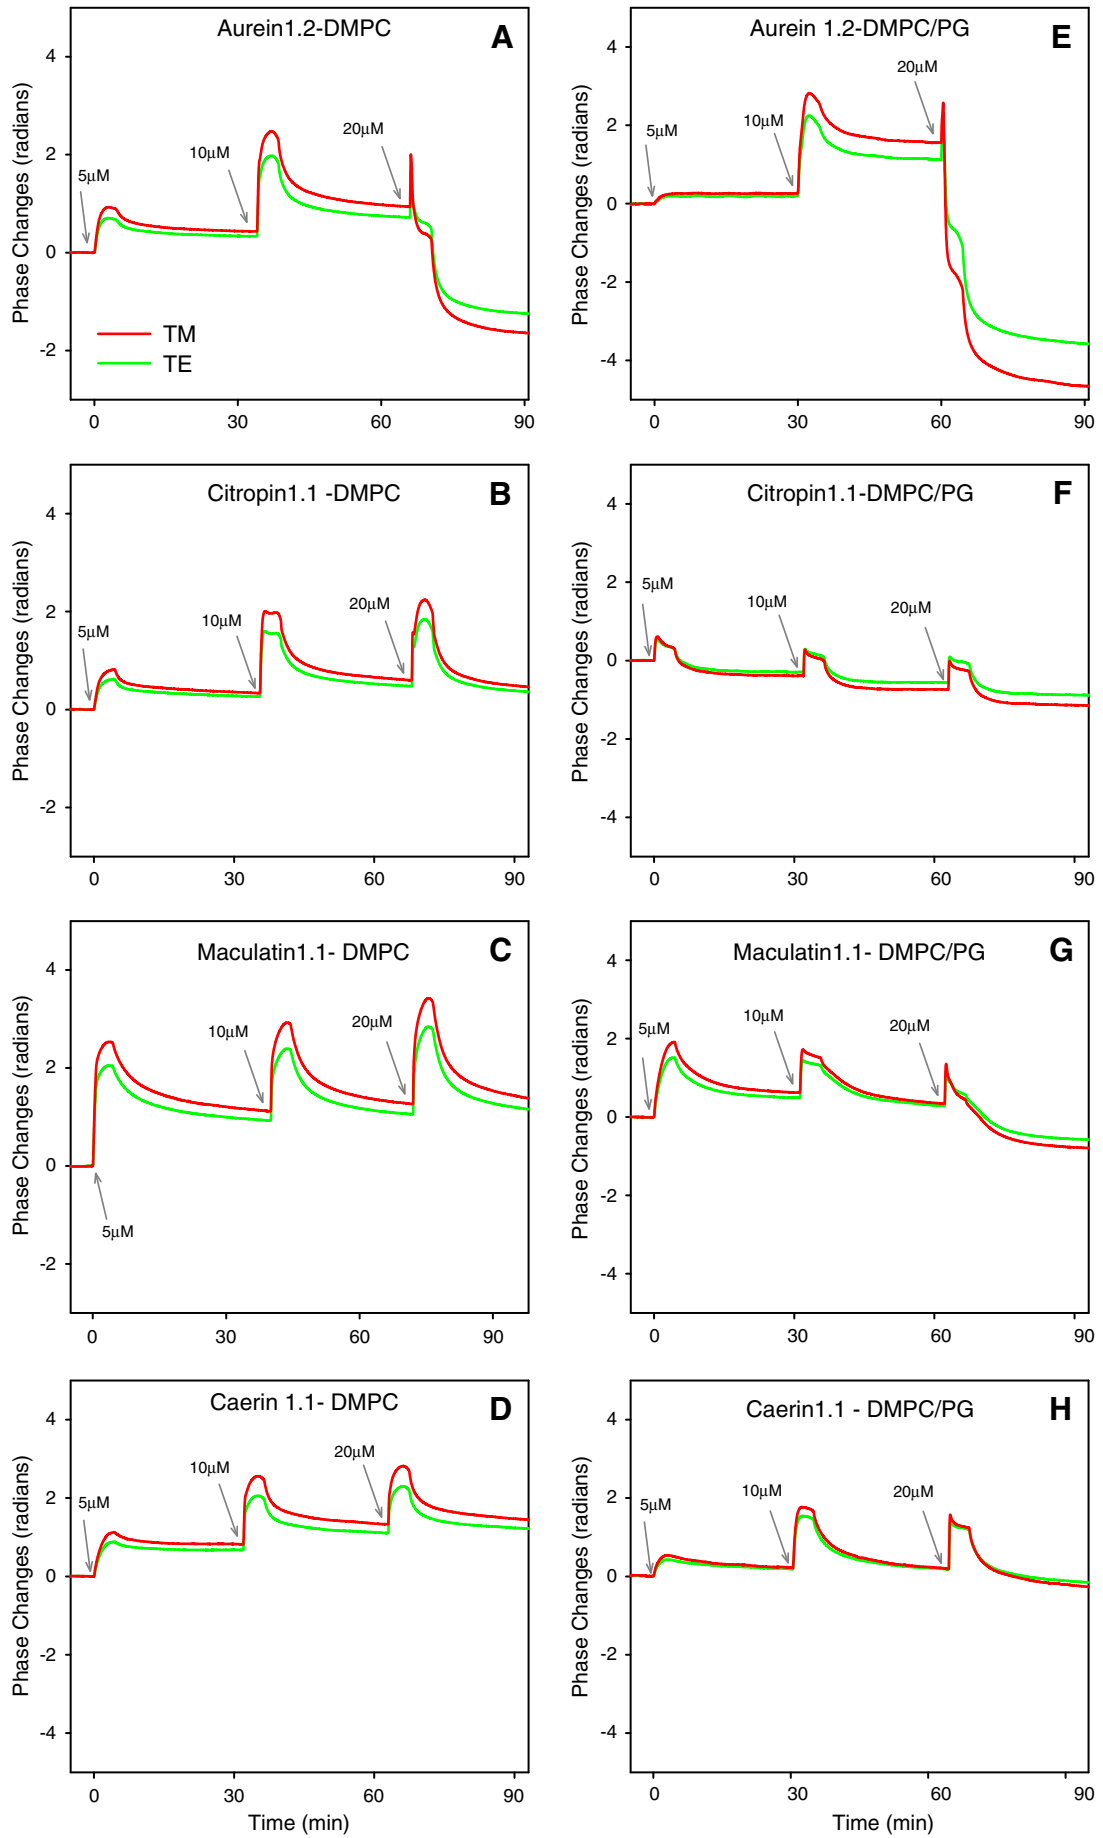 Aurein1.2-DMPC
A
Phase Changes (radians)
4
2
0
-2
5μM
10μM
20μM
TM
TE
0
30
60
90
Aurein 1.2-DMPC/PG
E
Phase Changes (radians)
4
2
0
-2
-4
5μM
10μM
20μM
0
30
60
90
Citropin1.1 -DMPC
B
Phase Changes (radians)
4
2
0
-2
5μM
10μM
20μM
0
30
60
90
Citropin1.1-DMPC/PG
F
Phase Changes (radians)
4
2
0
-2
-4
5μM
10μM
20μM
0
30
60
90
Maculatin1.1- DMPC
C
Phase Changes (radians)
4
2
0
-2
5μM
10μM
20μM
0
30
60
90
Maculatin1.1- DMPC/PG
G
Phase Changes (radians)
4
2
0
-2
-4
5μM
10μM
20μM
0
30
60
90
Caerin 1.1- DMPC
D
Phase Changes (radians)
4
2
0
-2
-4
5μM
10μM
20μM
0
30
60
90
Time (min)
Caerin1.1 - DMPC/PG
H
Phase Changes (radians)
4
2
0
-2
-4
5μM
10μM
20μM
0
30
60
90
Time (min)